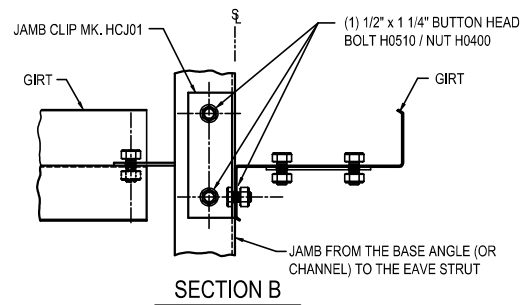 S
L
JAMB CLIP MK. HCJ01
(1) 1/2" x 1 1/4" BUTTON HEAD
BOLT H0510 / NUT H0400
GIRT
GIRT
JAMB FROM THE BASE ANGLE (OR
CHANNEL) TO THE EAVE STRUT
SECTION B